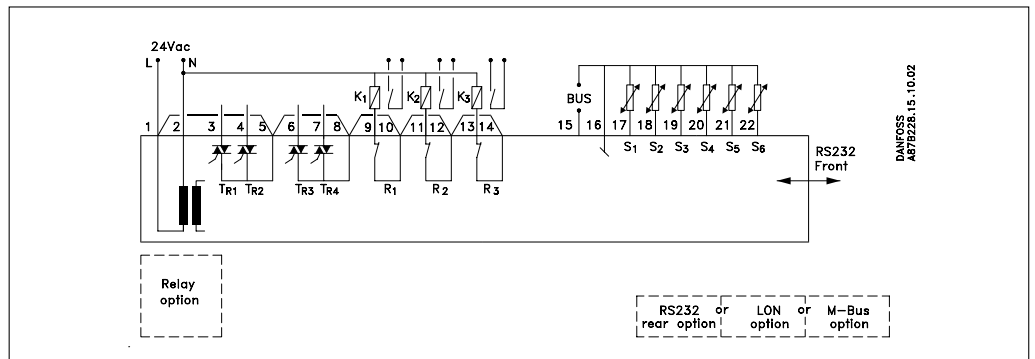 24Vac
L N
K1 K2 K3
BUS
1 2 3 4 5 6 7 8 9 10 11 12 13 14 15 16 17 18 19 20 21 22
TR1 TR2 TR3 TR4 R1 R2 R3 S1 S2 S3 S4 S5 S6
RS232
Front
DANFOSS
A87B228.15.10.02
Relay
option
RS232 or LON or M-Bus
rear option option option